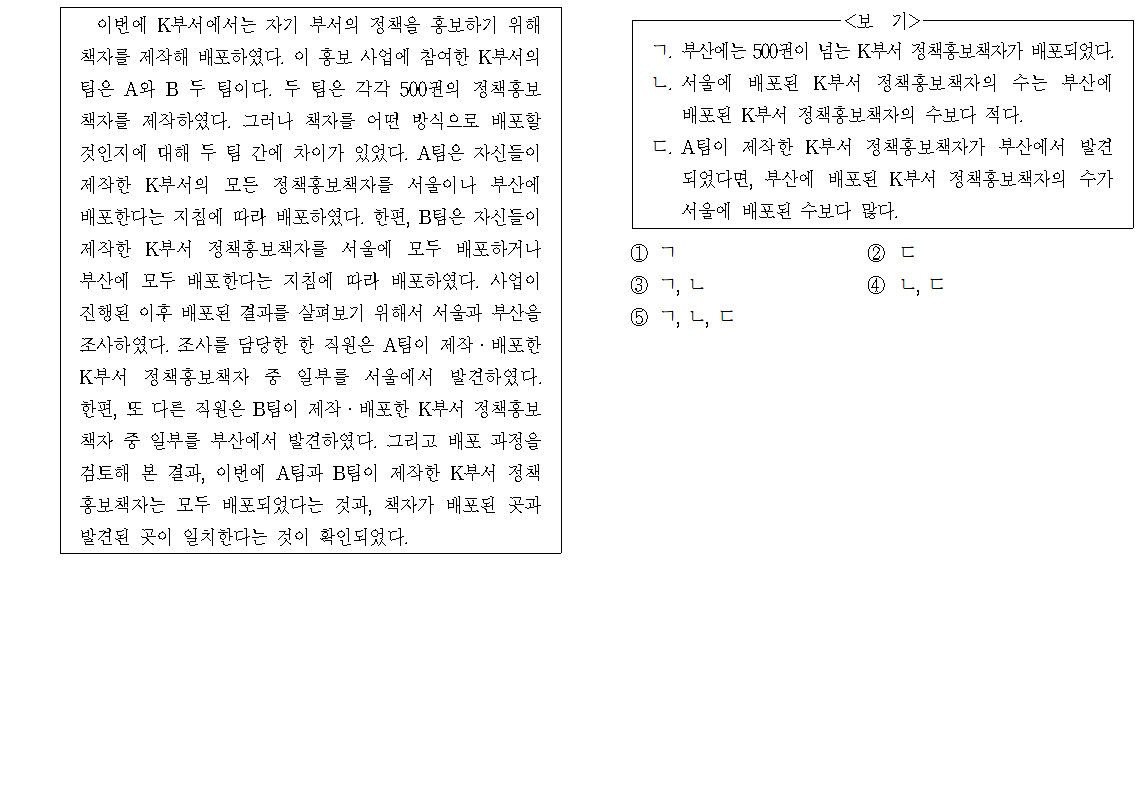 이번에 K부서에서는 자기 부서의 정책을 홍보하기 위해
책자를 제작해 배포하였다. 이 홍보 사업에 참여한 K부서의
팀은 A와 B 두 팀이다. 두 팀은 각각 500권의 정책홍보
책자를 제작하였다. 그러나 책자를 어떤 방식으로 배포할
것인지에 대해 두 팀 간에 차이가 있었다. A팀은 자신들이
제작한 K부서의 모든 정책홍보책자를 서울이나 부산에
배포한다는 지침에 따라 배포하였다. 한편, B팀은 자신들이
제작한 K부서 정책홍보책자를 서울에 모두 배포하거나
부산에 모두 배포한다는 지침에 따라 배포하였다. 사업이
진행된 이후 배포된 결과를 살펴보기 위해서 서울과 부산을
조사하였다. 조사를 담당한 한 직원은 A팀이 제작·배포한
K부서 정책홍보책자 중 일부를 서울에서 발견하였다.
한편, 또 다른 직원은 B팀이 제작·배포한 K부서 정책홍보
책자 중 일부를 부산에서 발견하였다. 그리고 배포 과정을
검토해 본 결과, 이번에 A팀과 B팀이 제작한 K부서 정책
홍보책자는 모두 배포되었다는 것과, 책자가 배포된 곳과
발견된 곳이 일치한다는 것이 확인되었다.
<보 기>
ㄱ. 부산에는 500권이 넘는 K부서 정책홍보책자가 배포되었다.
ㄴ. 서울에 배포된 K부서 정책홍보책자의 수는 부산에
배포된 K부서 정책홍보책자의 수보다 적다.
ㄷ. A팀이 제작한 K부서 정책홍보책자가 부산에서 발견
되었다면, 부산에 배포된 K부서 정책홍보책자의 수가
서울에 배포된 수보다 많다.
① ㄱ ② ㄷ
③ ㄱ, ㄴ ④ ㄴ, ㄷ
⑤ ㄱ, ㄴ, ㄷ